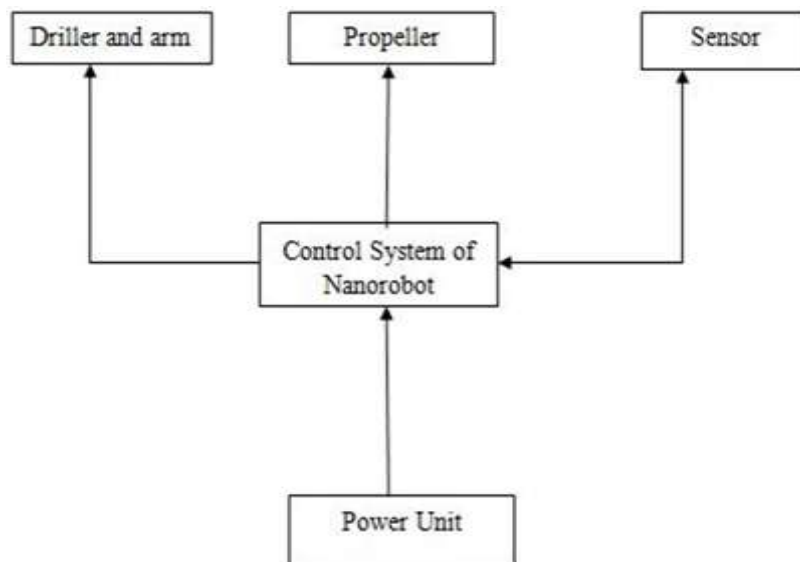 Driller and arm
Propeller
Sensor
Control System of
Nanorobot
Power Unit